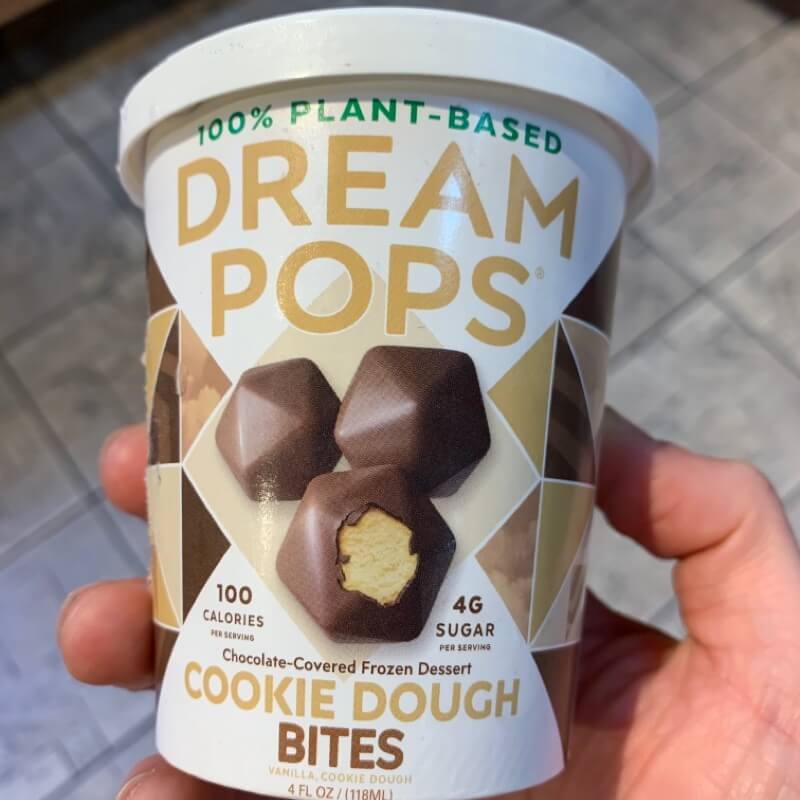 100% PLANT-BASED
DREAM
POPS®
100
CALORIES
PER SERVING
4G
SUGAR
PER SERVING
Chocolate-Covered Frozen Dessert
COOKIE DOUGH
BITES
VANILLA, COOKIE DOUGH
4 FL OZ / (118ML)